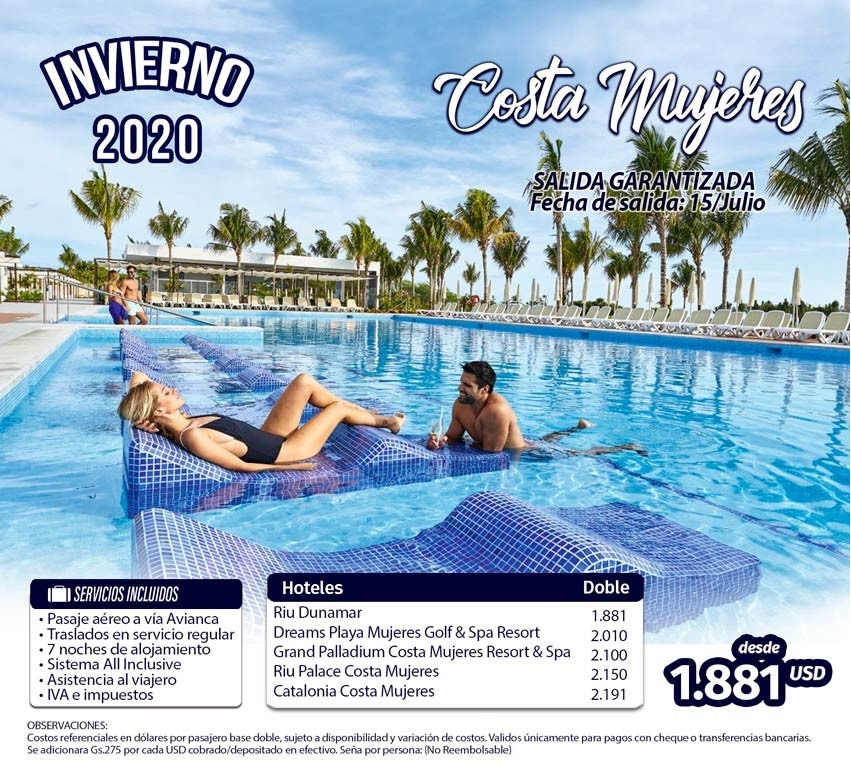 INVIERNO
2020
Costa Mujeres
SALIDA GARANTIZADA
Fecha de salida: 15/Julio
SERVICIOS INCLUIDOS
• Pasaje aéreo a vía Avianca
• Traslados en servicio regular
• 7 noches de alojamiento
• Sistema All Inclusive
• Asistencia al viajero
• IVA e impuestos
Hoteles Doble
Riu Dunamar 1.881
Dreams Playa Mujeres Golf & Spa Resort 2.010
Grand Palladium Costa Mujeres Resort & Spa 2.100
Riu Palace Costa Mujeres 2.150
Catalonia Costa Mujeres 2.191
desde
1.881 USD
OBSERVACIONES:
Costos referenciales en dólares por pasajero base doble, sujeto a disponibilidad y variación de costos. Validos únicamente para pagos con cheque o transferencias bancarias.
Se adicionara Gs.275 por cada USD cobrado/depositado en efectivo. Seña por persona: (No Reembolsable)